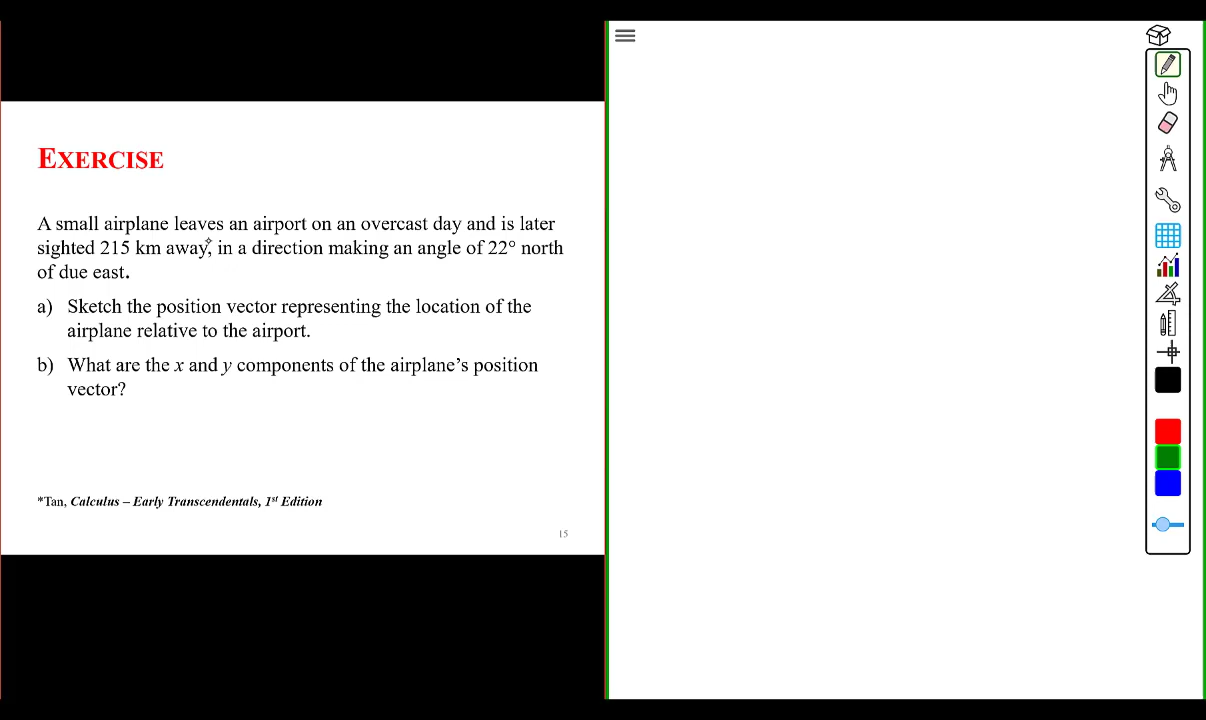 EXERCISE
A small airplane leaves an airport on an overcast day and is later
sighted 215 km away, in a direction making an angle of 22° north
of due east.
a) Sketch the position vector representing the location of the
airplane relative to the airport.
b) What are the x and y components of the airplane’s position
vector?
*Tan, Calculus – Early Transcendentals, 1st Edition
15